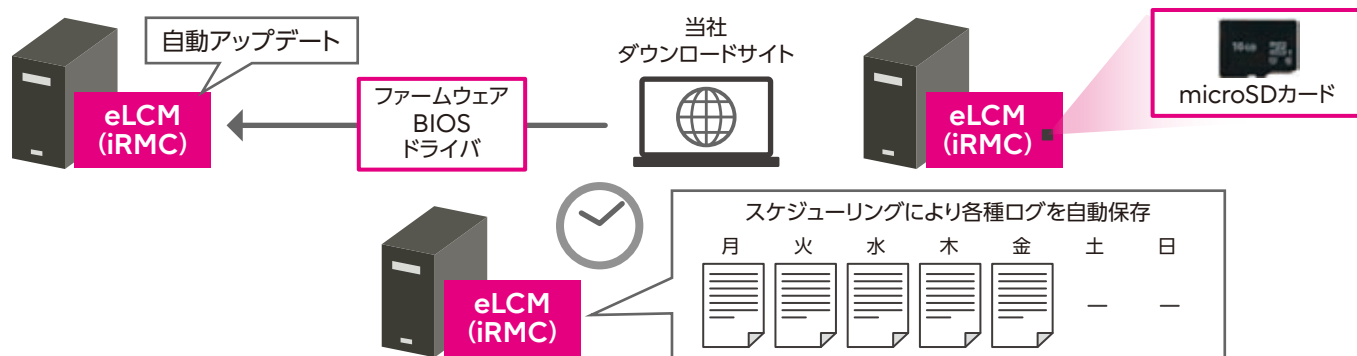 自動アップデート
eLCM
(iRMC)
ファームウェア
BIOS
ドライバ
当社
ダウンロードサイト
eLCM
(iRMC)
microSDカード
eLCM
(iRMC)
スケジューリングにより各種ログを自動保存
月 火 水 木 金 土 日
— —